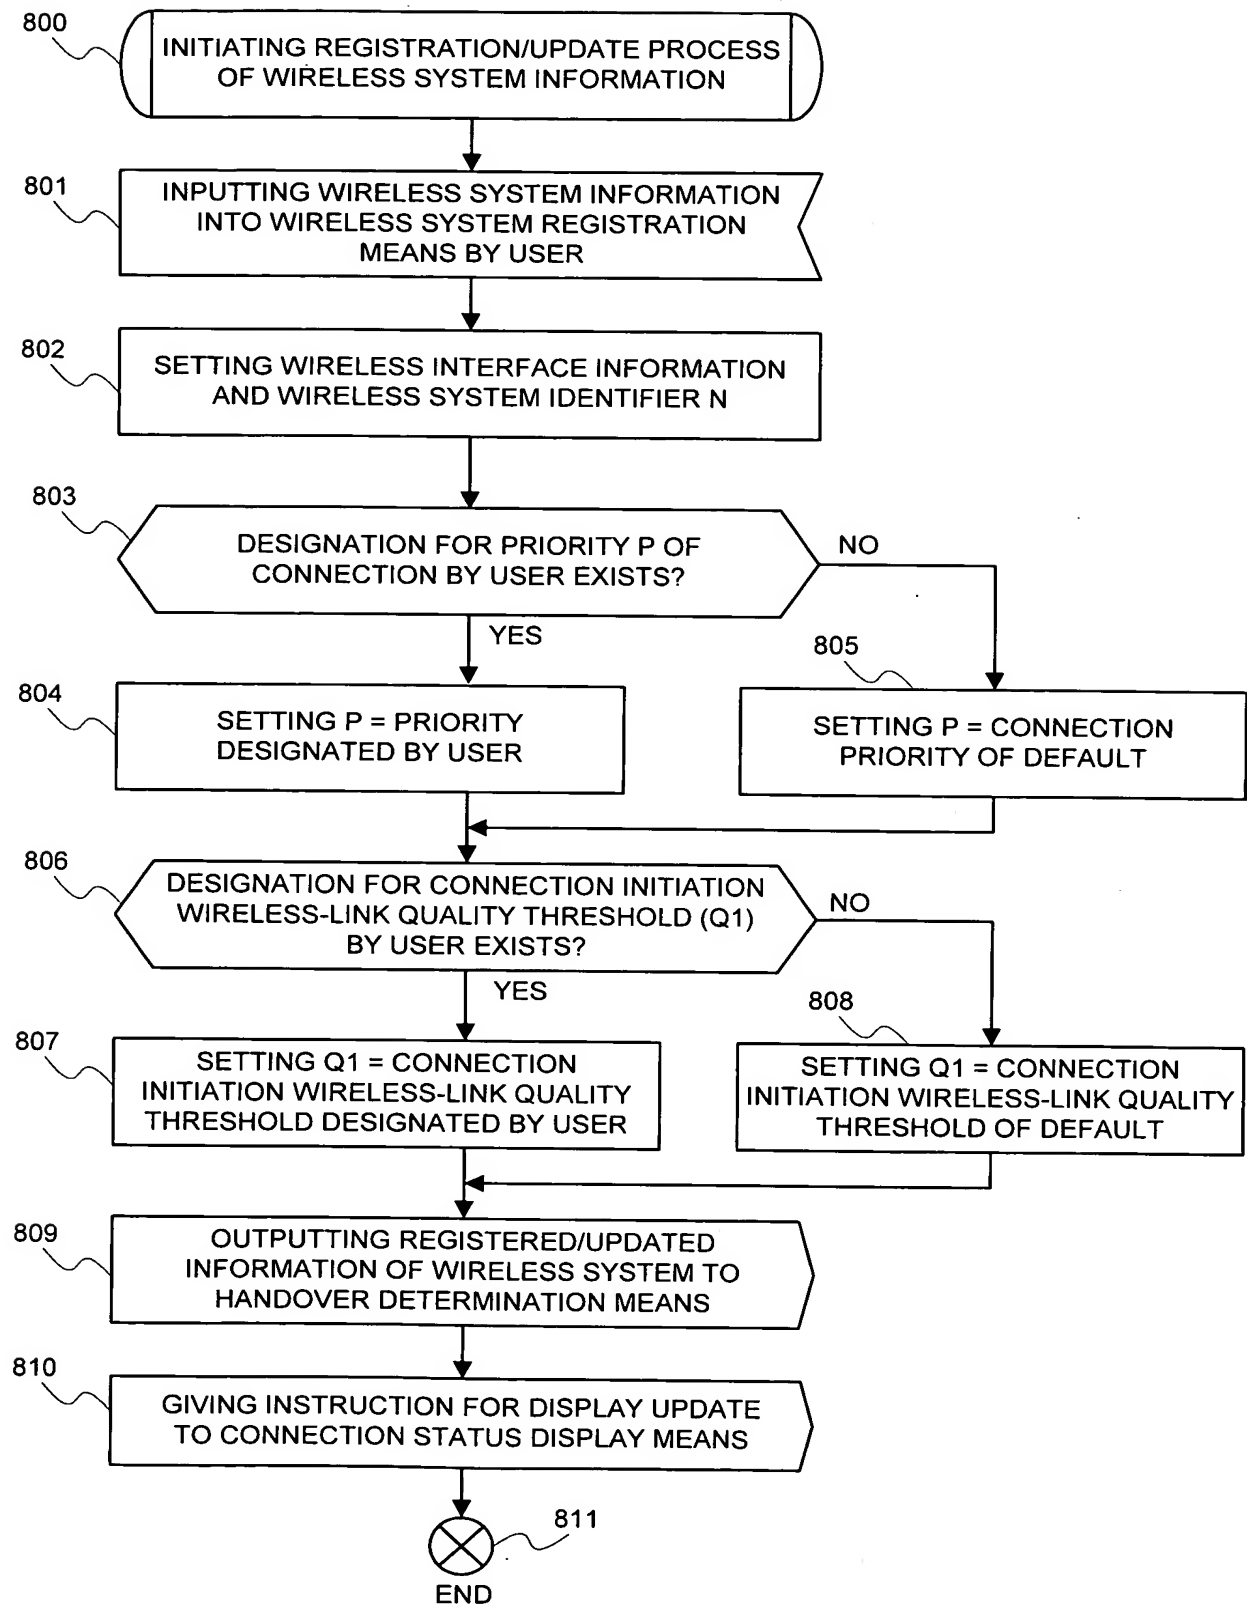 800
INITIATING REGISTRATION/UPDATE PROCESS
OF WIRELESS SYSTEM INFORMATION
801
INPUTTING WIRELESS SYSTEM INFORMATION
INTO WIRELESS SYSTEM REGISTRATION
MEANS BY USER
802
SETTING WIRELESS INTERFACE INFORMATION
AND WIRELESS SYSTEM IDENTIFIER N
803
DESIGNATION FOR PRIORITY P OF
CONNECTION BY USER EXISTS?
NO
YES
804
SETTING P = PRIORITY
DESIGNATED BY USER
805
SETTING P = CONNECTION
PRIORITY OF DEFAULT
806
DESIGNATION FOR CONNECTION INITIATION
WIRELESS-LINK QUALITY THRESHOLD (Q1)
BY USER EXISTS?
NO
YES
807
SETTING Q1 = CONNECTION
INITIATION WIRELESS-LINK QUALITY
THRESHOLD DESIGNATED BY USER
808
SETTING Q1 = CONNECTION
INITIATION WIRELESS-LINK QUALITY
THRESHOLD OF DEFAULT
809
OUTPUTTING REGISTERED/UPDATED
INFORMATION OF WIRELESS SYSTEM TO
HANDOVER DETERMINATION MEANS
810
GIVING INSTRUCTION FOR DISPLAY UPDATE
TO CONNECTION STATUS DISPLAY MEANS
811
END